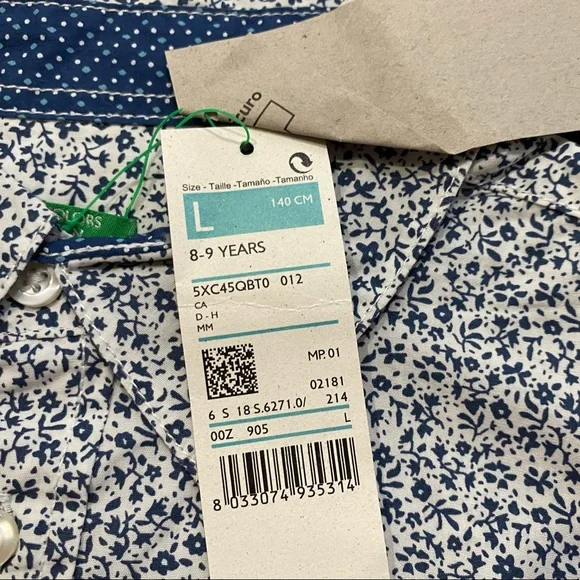 curo
Size - Taille - Tamaño - Tamanho
L 140 CM
8-9 YEARS
5XC45QBT0 012
CA
D - H
MM
MP. 01
02181
6 S 18 S.6271.0/ 214
00Z 905 L
8 033074 935314